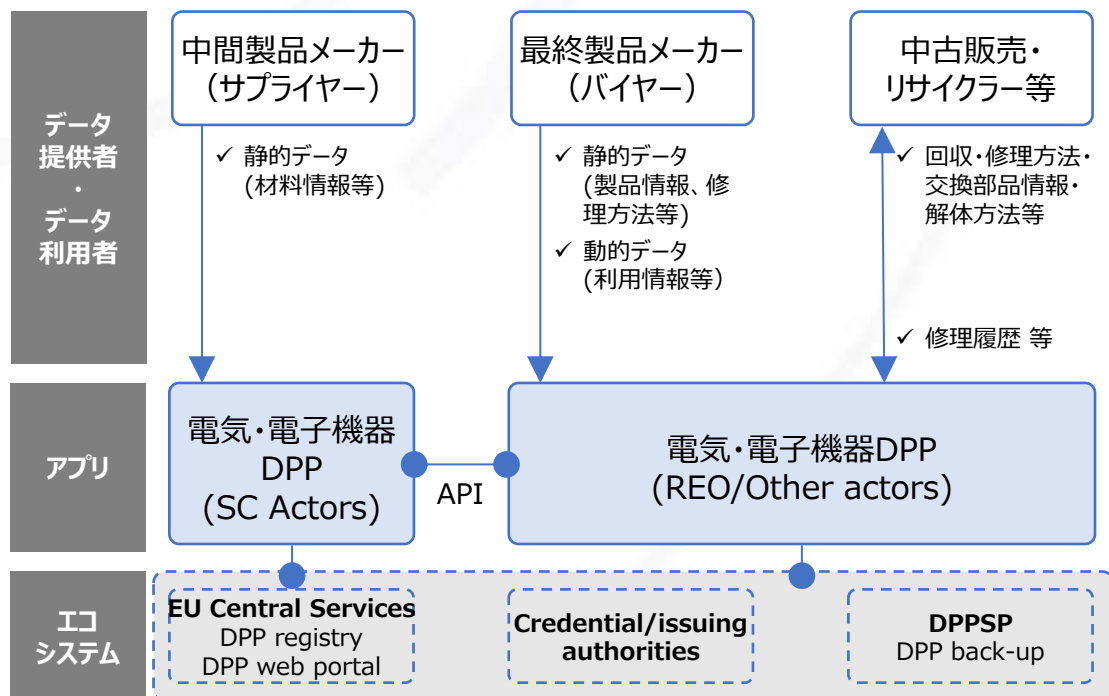 データ
提供者
・
データ
利用者
中間製品メーカー
(サプライヤー)
最終製品メーカー
(バイヤー)
中古販売・
リサイクラー等
✓ 静的データ
(材料情報等)
✓ 静的データ
(製品情報、修
理方法等)
✓ 動的データ
(利用情報等)
✓ 回収・修理方法・
交換部品情報・
解体方法等
✓ 修理履歴 等
アプリ
電気・電子機器
DPP
(SC Actors)
API
電気・電子機器DPP
(REO/Other actors)
エコ
システム
EU Central Services
DPP registry
DPP web portal
Credential/issuing
authorities
DPPSP
DPP back-up